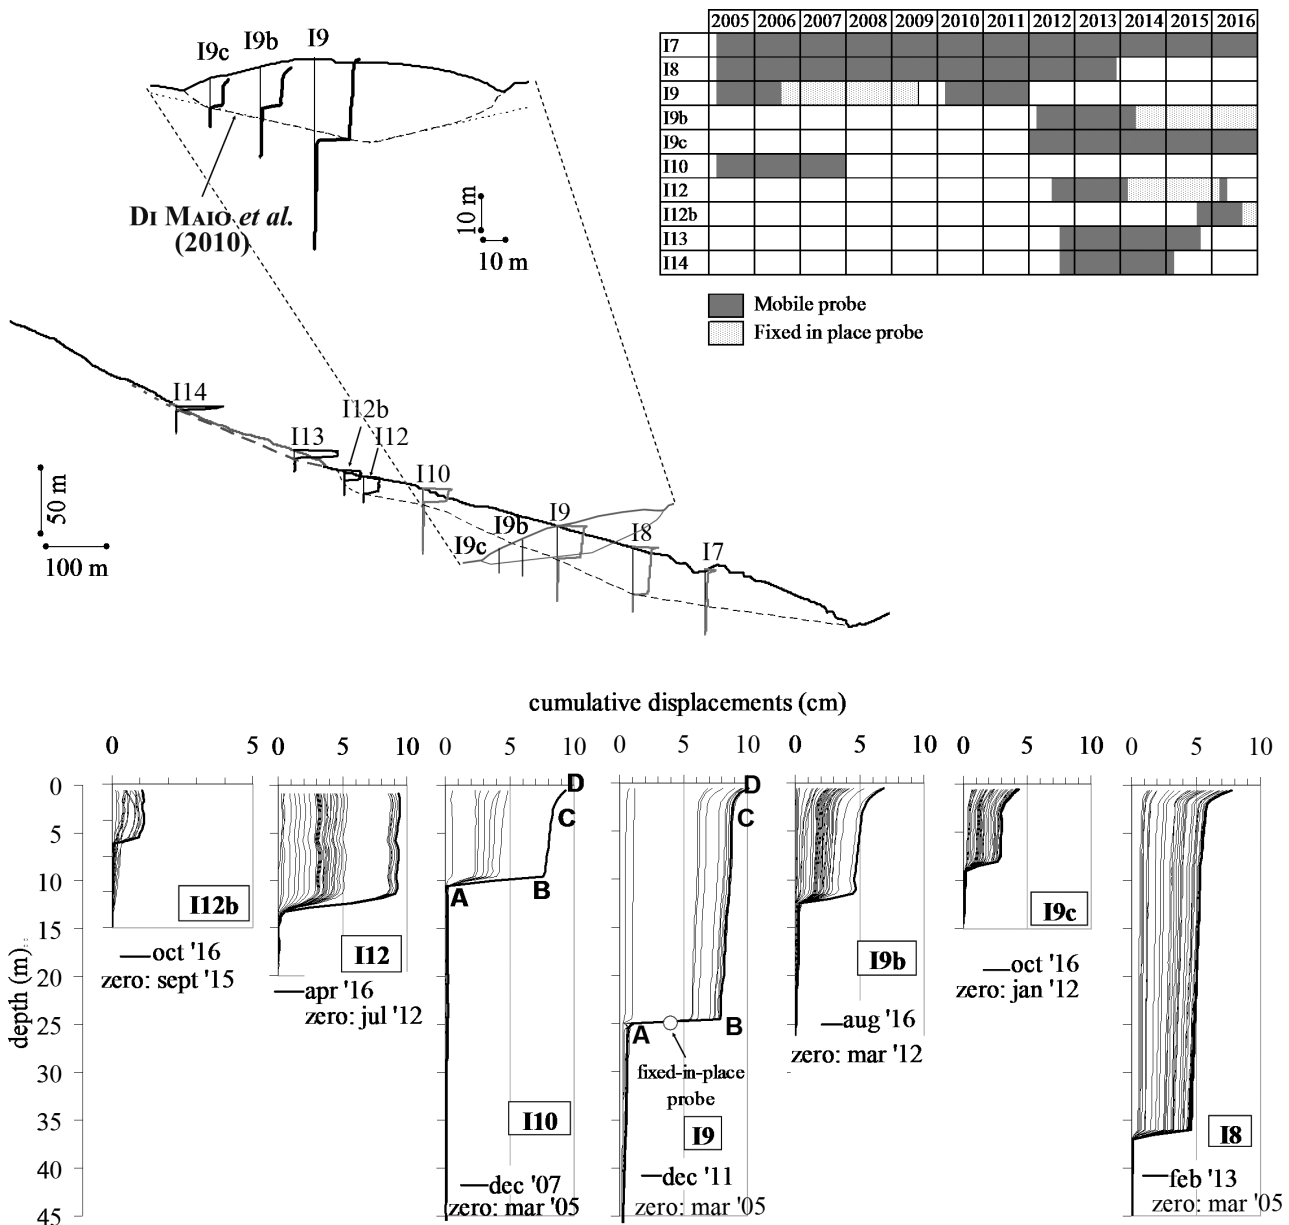 I9c I9b I9
DI MAIO et al.
(2010)
10 m
10 m
2005 2006 2007 2008 2009 2010 2011 2012 2013 2014 2015 2016
I7
I8
I9
I9b
I9c
I10
I12
I12b
I13
I14
Mobile probe
Fixed in place probe
I14
I12b
I13
I12
I10
I9
I9b
I9c
I8
I7
50 m
100 m
cumulative displacements (cm)
0 5 0 5 10 0 5 10 0 5 10 0 5 10 0 5 10 0 5 10
depth (m)
0
5
10
15
20
25
30
35
40
45
I12b
oct '16
zero: sept '15
I12
apr '16
zero: jul '12
D
C
B
A
I10
dec '07
zero: mar '05
D
C
B
A
fixed-in-place
probe
I9
dec '11
zero: mar '05
I9b
aug '16
zero: mar '12
I9c
oct '16
zero: jan '12
I8
feb '13
zero: mar '05